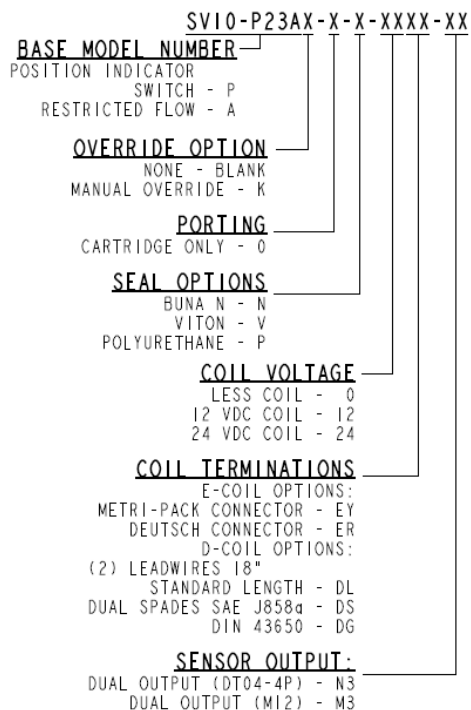 SV10-P23AX-X-X-XXXX-XX
BASE MODEL NUMBER
POSITION INDICATOR
SWITCH - P
RESTRICTED FLOW - A
OVERRIDE OPTION
NONE - BLANK
MANUAL OVERRIDE - K
PORTING
CARTRIDGE ONLY - 0
SEAL OPTIONS
BUNA N - N
VITON - V
POLYURETHANE - P
COIL VOLTAGE
LESS COIL - 0
12 VDC COIL - 12
24 VDC COIL - 24
COIL TERMINATIONS
E-COIL OPTIONS:
METRI-PACK CONNECTOR - EY
DEUTSCH CONNECTOR - ER
D-COIL OPTIONS:
(2) LEADWIRES 18"
STANDARD LENGTH - DL
DUAL SPADES SAE J858a - DS
DIN 43650 - DG
SENSOR OUTPUT:
DUAL OUTPUT (DT04-4P) - N3
DUAL OUTPUT (M12) - M3